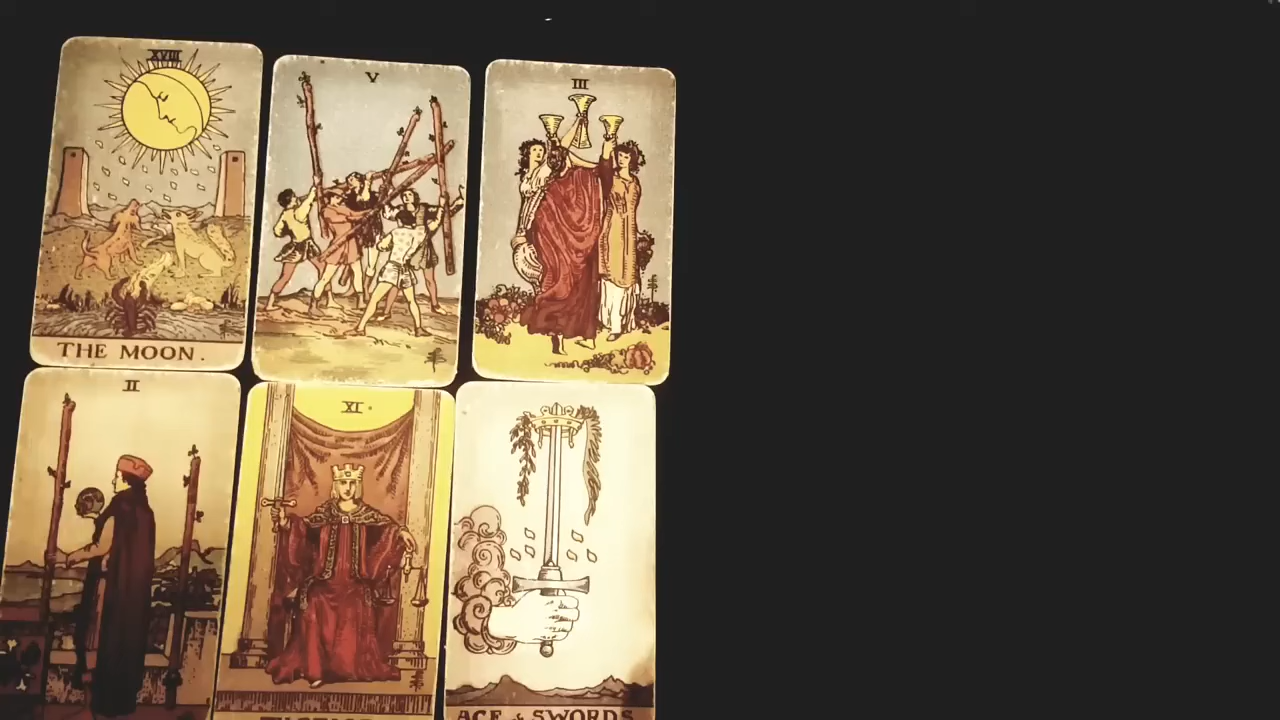 XVIII
V
III
THE MOON.
II
XI.
ACE of SWORDS